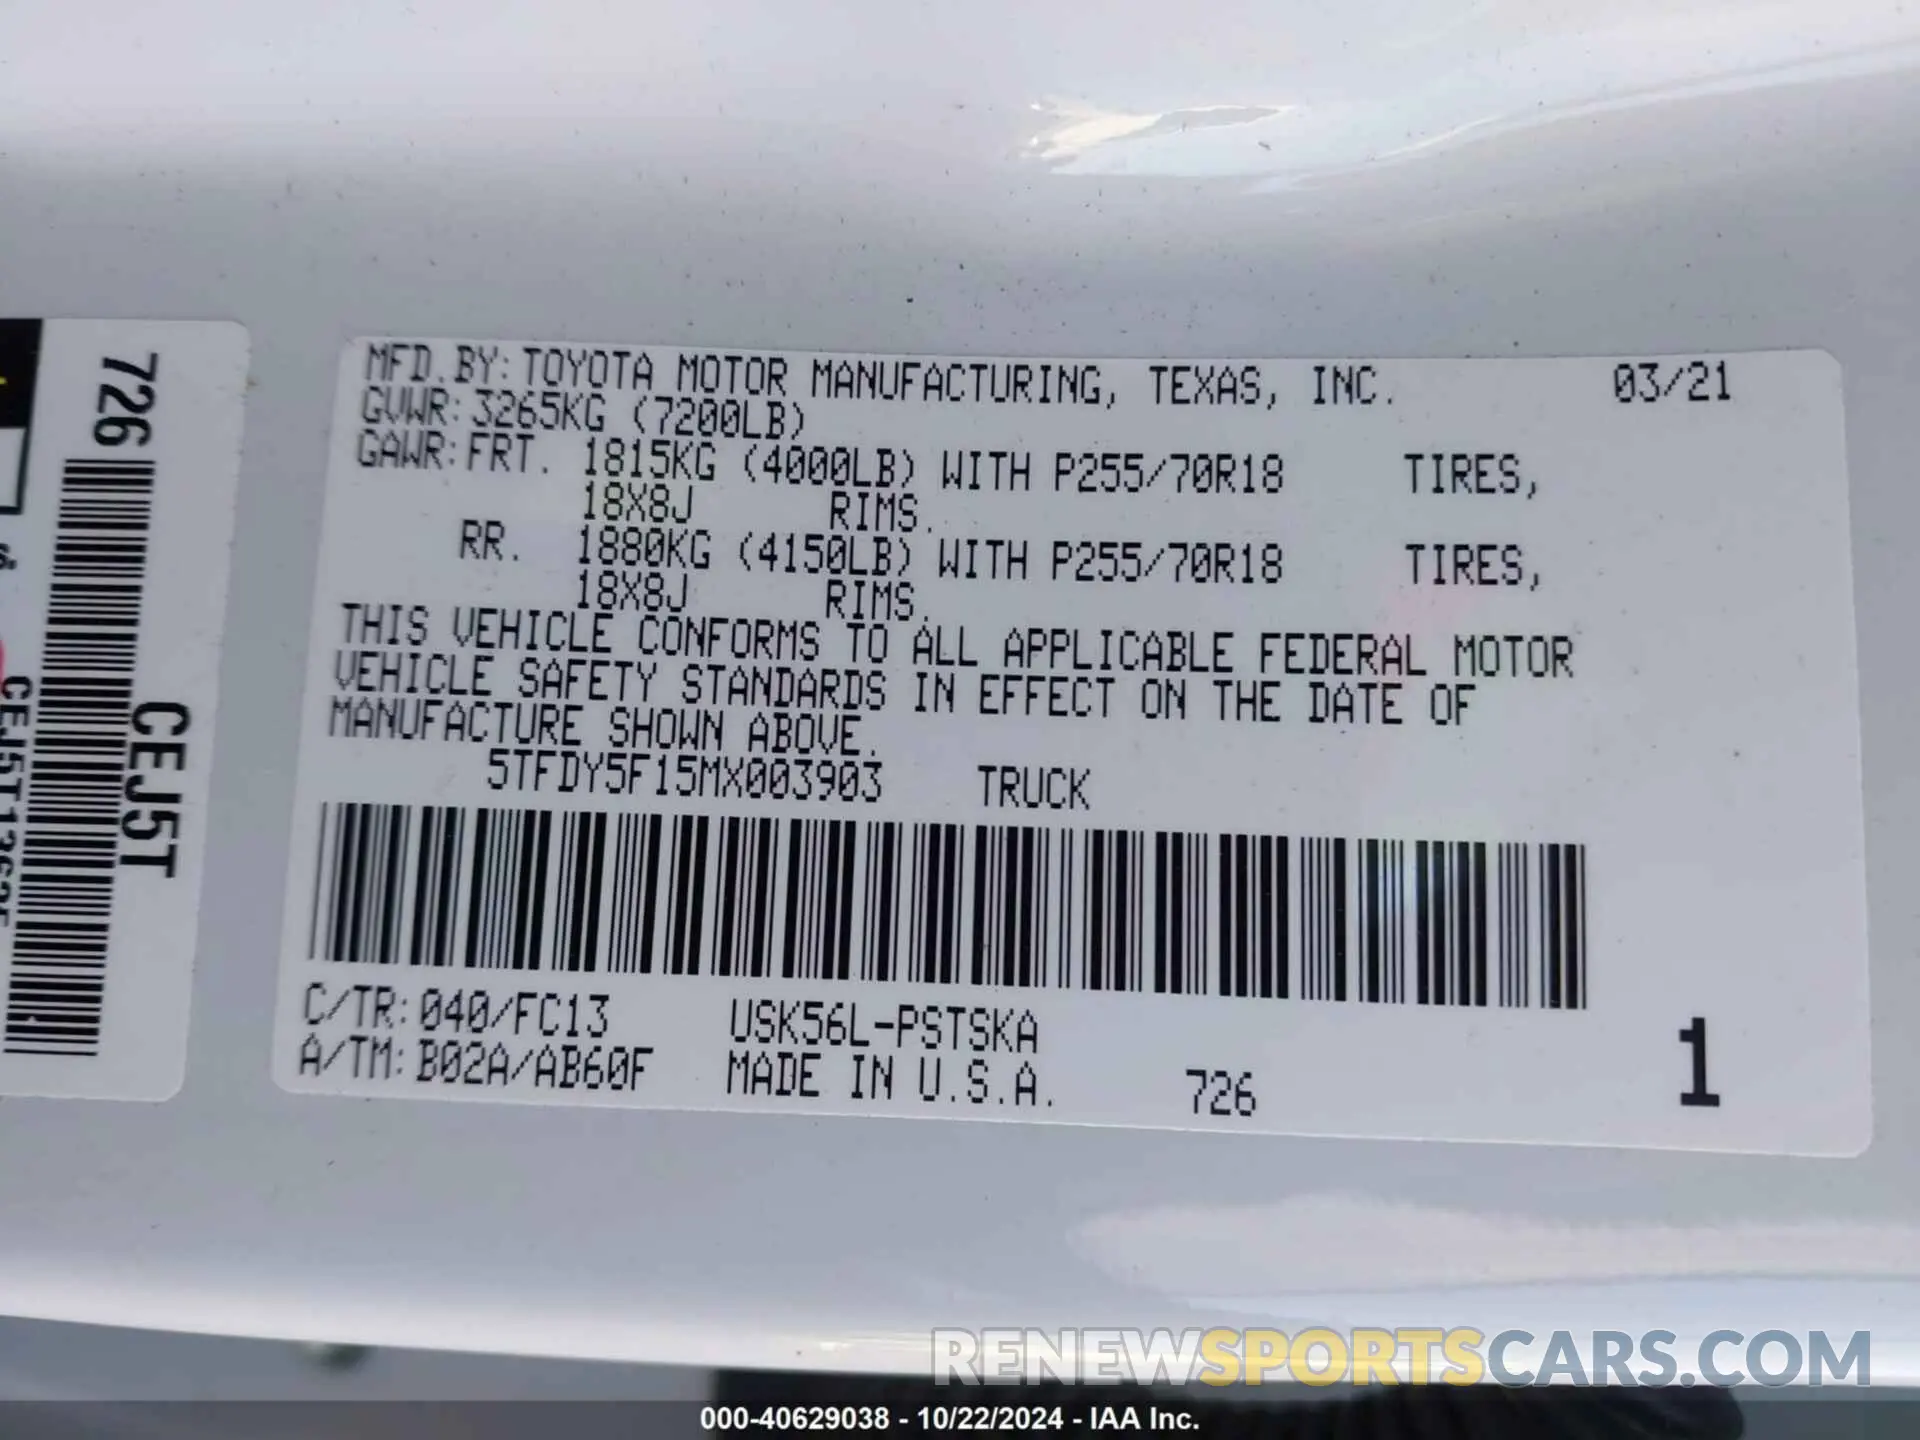 726
CEJ5T
MFD.BY: TOYOTA MOTOR MANUFACTURING, TEXAS, INC. 03/21
GVWR: 3265KG (7200LB)
GAWR: FRT. 1815KG (4000LB) WITH P255/70R18 TIRES,
18X8J RIMS.
RR. 1880KG (4150LB) WITH P255/70R18 TIRES,
18X8J RIMS.
THIS VEHICLE CONFORMS TO ALL APPLICABLE FEDERAL MOTOR
VEHICLE SAFETY STANDARDS IN EFFECT ON THE DATE OF
MANUFACTURE SHOWN ABOVE.
5TFDY5F15MX003903 TRUCK
C/TR: 040/FC13 USK56L-PSTSKA
A/TM: B02A/AB60F MADE IN U.S.A. 726
1
RENEWSPORTSCARS.COM
000-40629038 - 10/22/2024 - IAA Inc.